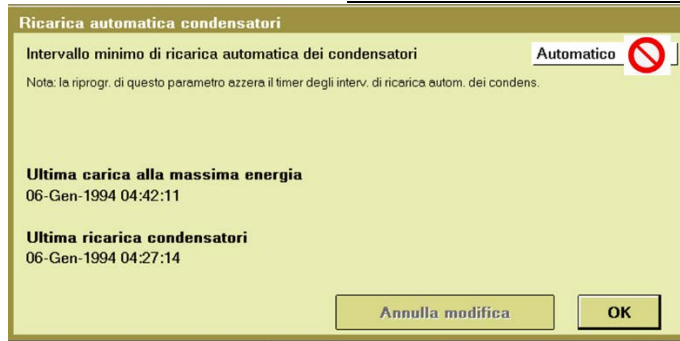 Ricarica automatica condensatori
Intervallo minimo di ricarica automatica dei condensatori Automatico
Nota: la riprogr. di questo parametro azzera il timer degli interv. di ricarica autom. dei condens.
Ultima carica alla massima energia
06-Gen-1994 04:42:11
Ultima ricarica condensatori
06-Gen-1994 04:27:14
Annulla modifica OK